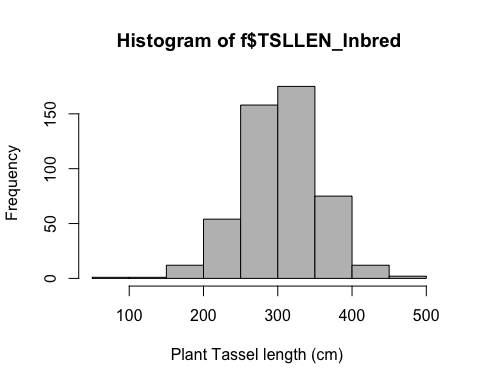 Histogram of f$TSLLEN_Inbred
Frequency
150
100
50
0
100 200 300 400 500
Plant Tassel length (cm)